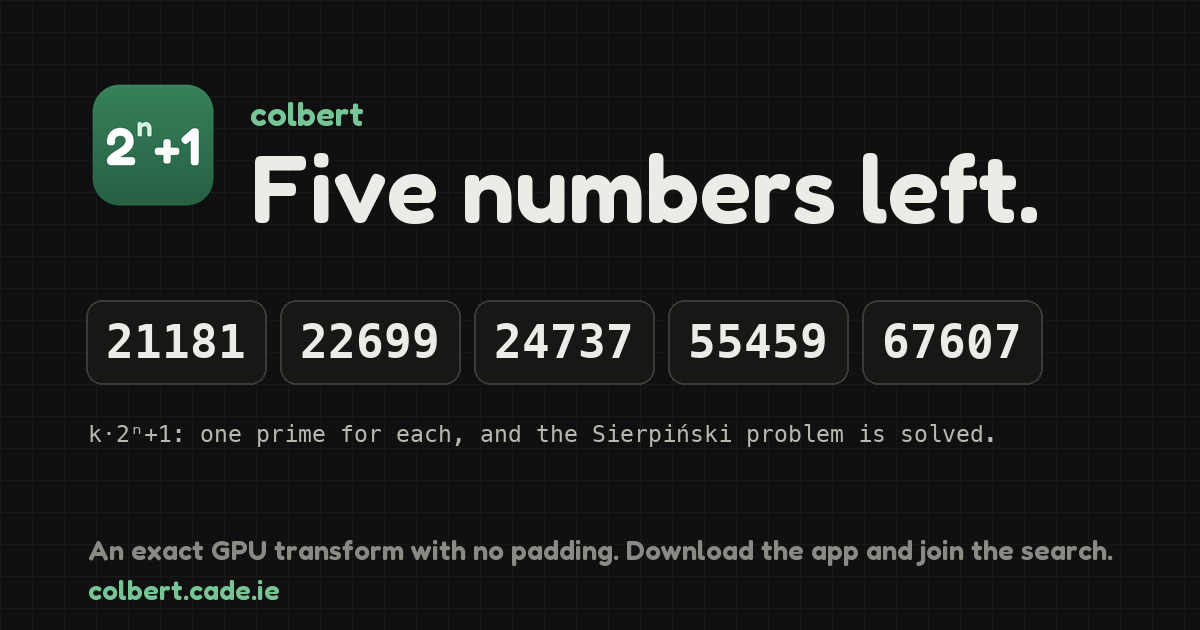 2ⁿ+1
colbert
Five numbers left.
21181 22699 24737 55459 67607
k·2ⁿ+1: one prime for each, and the Sierpiński problem is solved.
An exact GPU transform with no padding. Download the app and join the search.
colbert.cade.ie